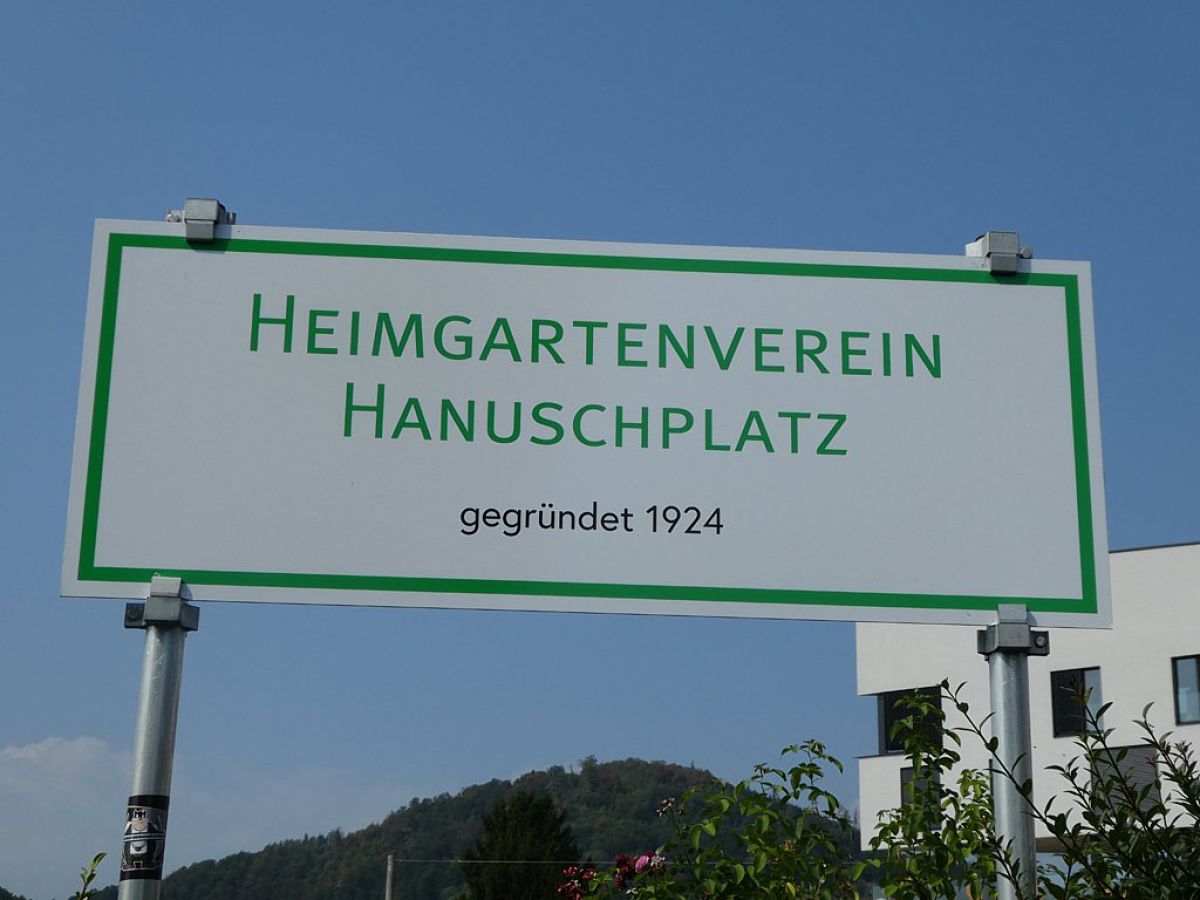 HEIMGARTENVEREIN
HANUSCHPLATZ
gegründet 1924